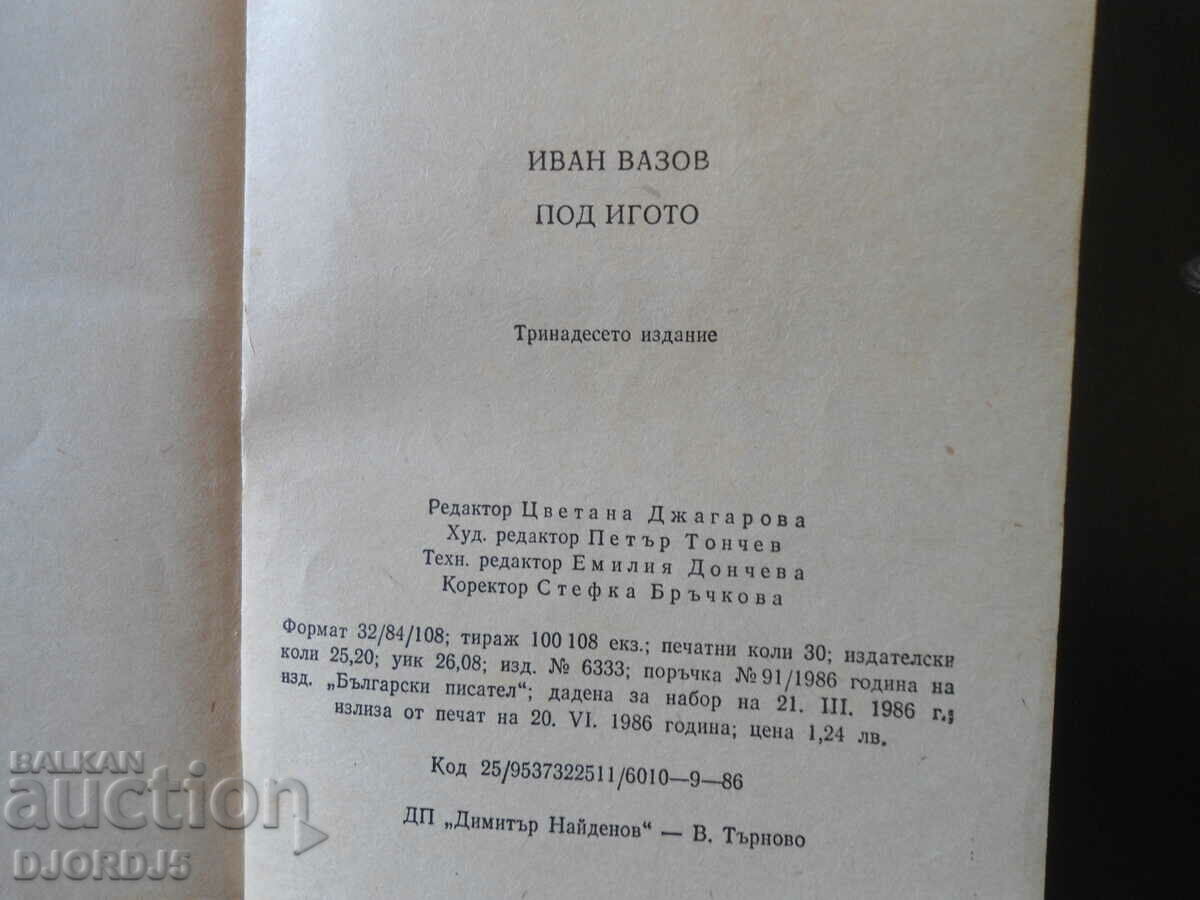 ИВАН ВАЗОВ
ПОД ИГОТО
Тринадесето издание
Редактор Цветана Джагарова
Худ. редактор Петър Тончев
Техн. редактор Емилия Дончева
Коректор Стефка Бръчкова
Формат 32/84/108; тираж 100 108 екз.; печатни коли 30; издателски
коли 25,20; уик 26,08; изд. № 6333; поръчка № 91/1986 година на
изд. „Български писател“; дадена за набор на 21. III. 1986 г.;
излиза от печат на 20. VI. 1986 година; цена 1,24 лв.
Код 25/9537322511/6010—9—86
ДП „Димитър Найденов“ — В. Търново
BALKAN
auction
DJORDJ5